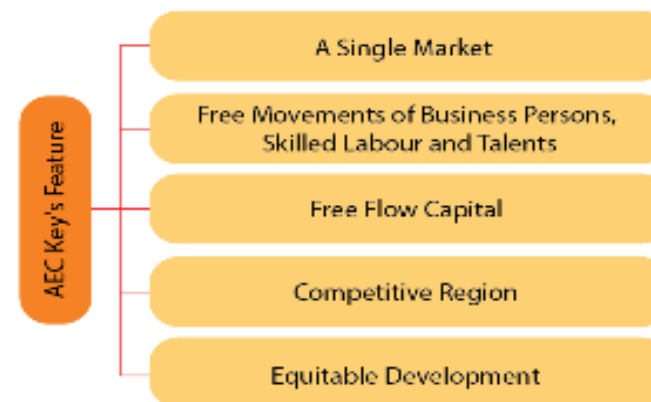 AEC Key's Feature
A Single Market
Free Movements of Business Persons,
Skilled Labour and Talents
Free Flow Capital
Competitive Region
Equitable Development